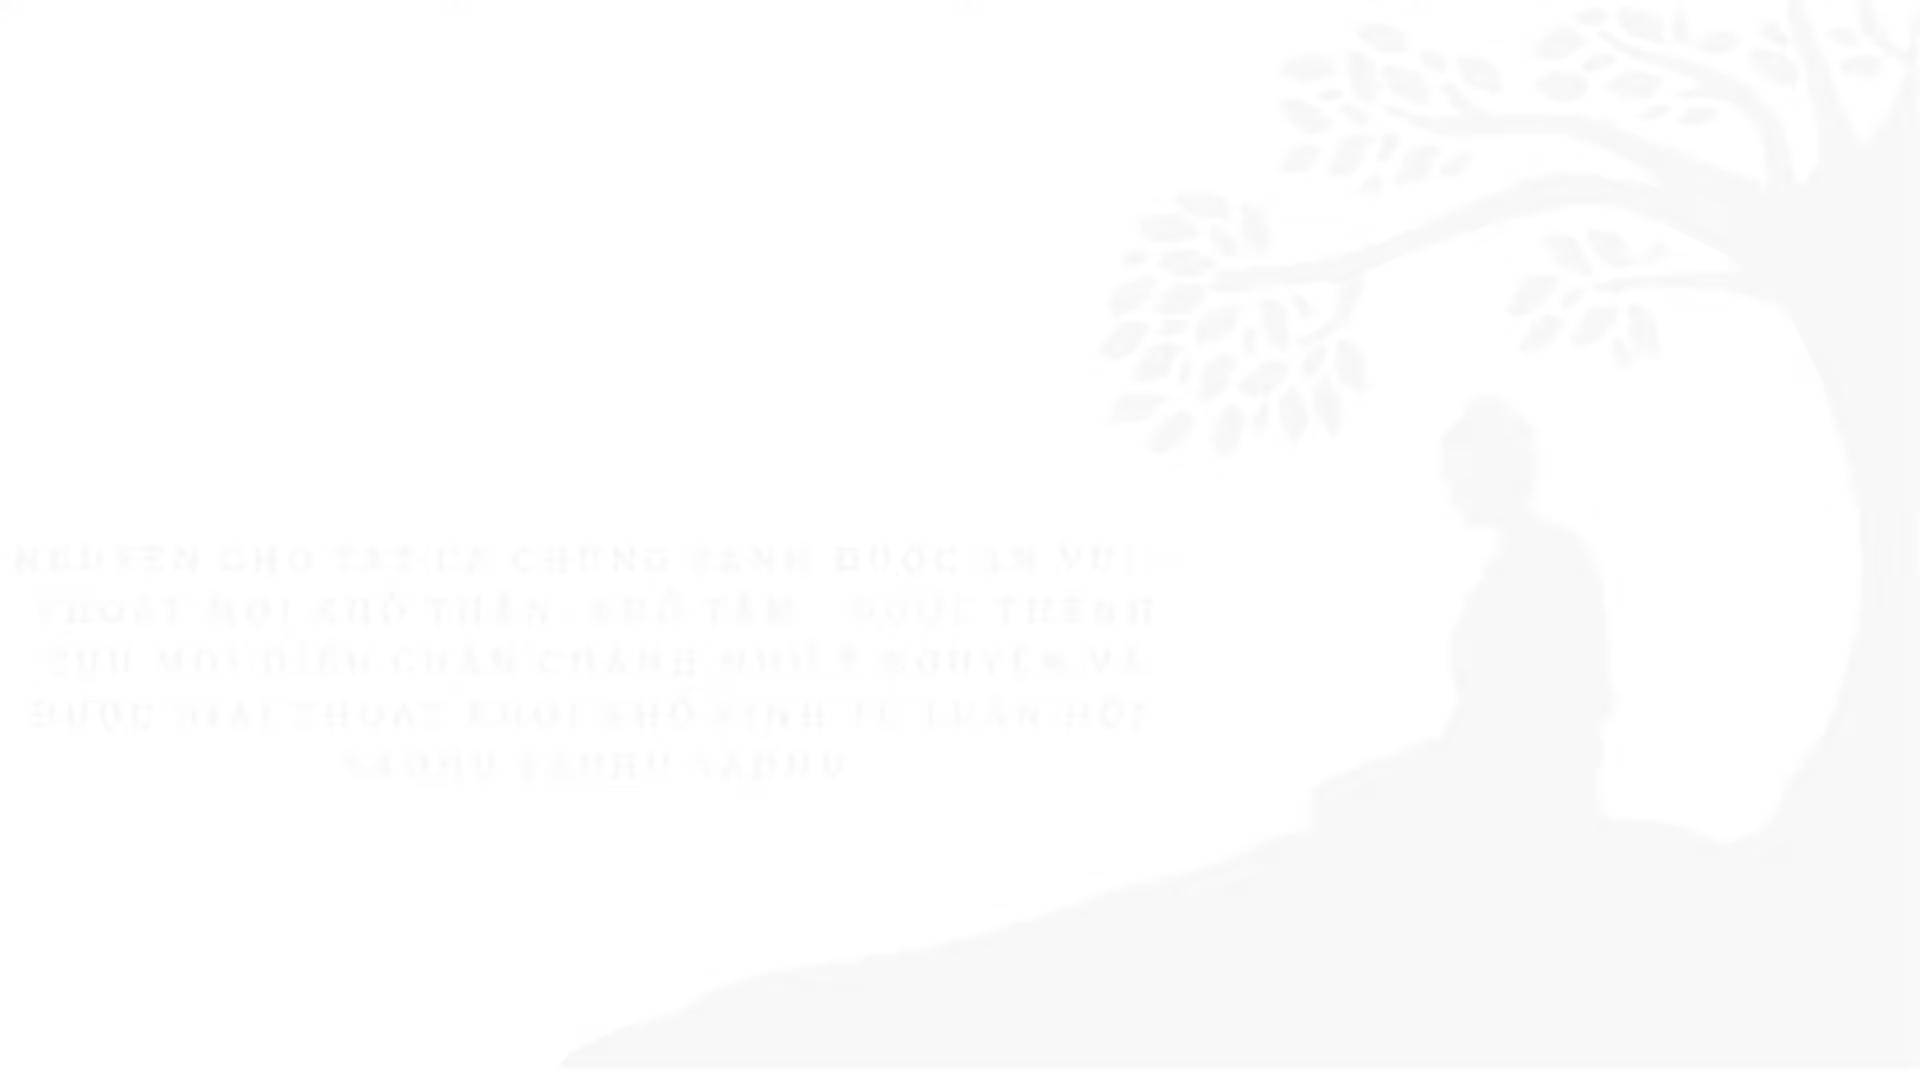 NGUYỆN CHO TẤT CẢ CHÚNG SANH ĐƯỢC AN VUI
THOÁT MỌI KHỔ THÂN - KHỔ TÂM ĐƯỢC THÀNH
TỰU MỌI ĐIỀU CHÂN CHÁNH NHIỆT NGUYỆN VÀ
ĐƯỢC GIẢI THOÁT KHỎI KHỔ SINH TỬ LUÂN HỒI
SADHU SADHU SADHU